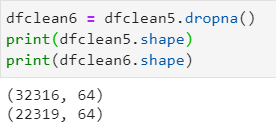 dfclean6 = dfclean5.dropna()
print(dfclean5.shape)
print(dfclean6.shape)
(32316, 64)
(22319, 64)